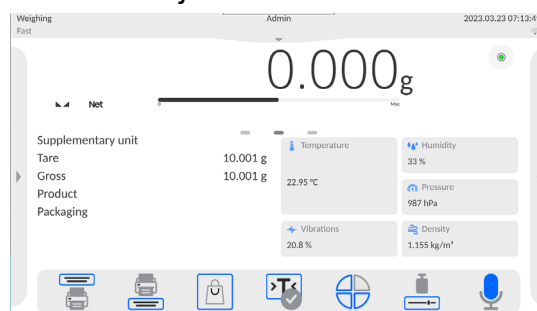 Weighing
Admin
2023.03.23 07:13:4
Fast
0.000g
Net
0
Max
Supplementary unit
Tare 10.001 g
Gross 10.001 g
Product
Packaging
Temperature
22.95 °C
Humidity
33 %
Pressure
987 hPa
Vibrations
20.8 %
Density
1.155 kg/m³
>T<